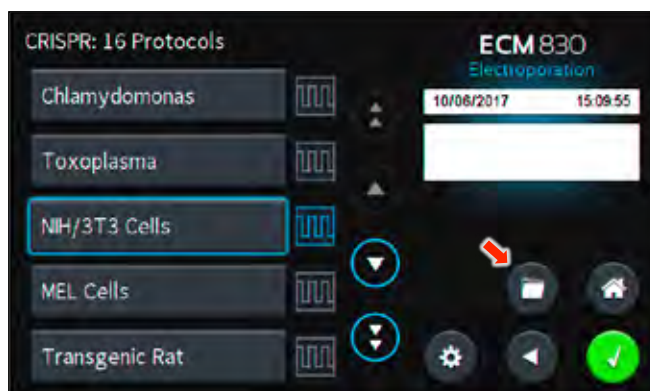 CRISPR: 16 Protocols
Chlamydomonas
Toxoplasma
NIH/3T3 Cells
MEL Cells
Transgenic Rat
ECM 830
Electroporation
10/06/2017 15:09:55